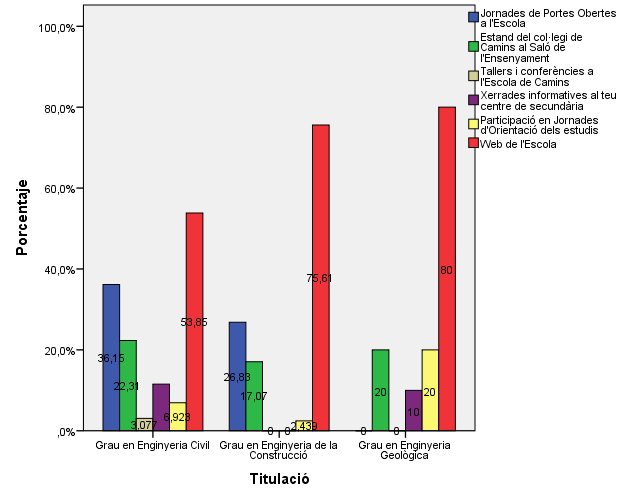 Jornades de Portes Obertes
a l'Escola
Estand del col·legi de
Camins al Saló de
l'Ensenyament
Tallers i conferències a
l'Escola de Camins
Xerrades informatives al teu
centre de secundària
Participació en Jornades
d'Orientació dels estudis
Web de l'Escola
100,0%
80,0%
60,0%
40,0%
20,0%
,0%
Porcentaje
36,15
22,31
3,077
6,923
53,85
26,83
17,07
0
0
2,439
75,61
0
20
0
10
20
80
Grau en Enginyeria Civil
Grau en Enginyeria de la
Construcció
Grau en Enginyeria
Geològica
Titulació